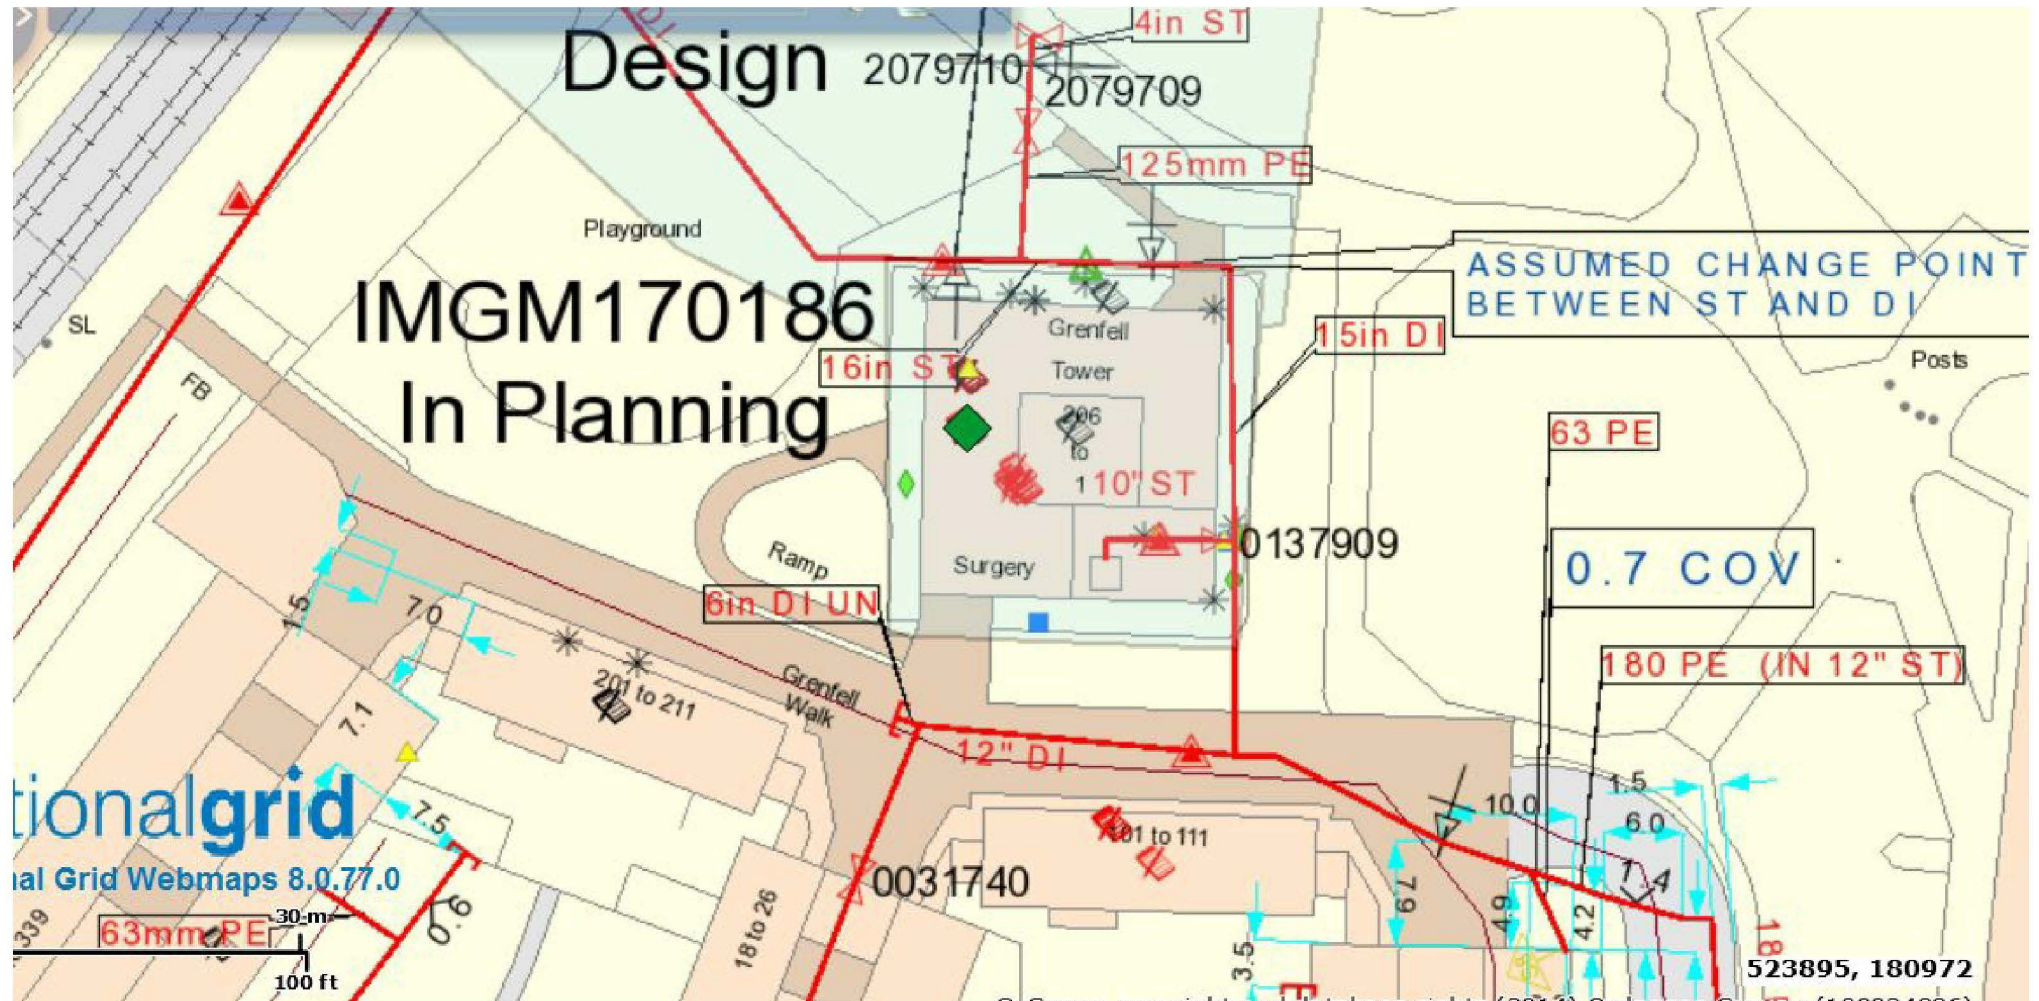 Design
2079710
4in ST
2079709
125mm PE
Playground
ASSUMED CHANGE POINT
BETWEEN ST AND DI
IMGM170186
In Planning
SL
FB
Grenfell
Tower
16in ST
15in DI
Posts
206
to
1
10" ST
63 PE
0137909
0.7 COV
Surgery
Ramp
6in DI UN
1.5
7.0
180 PE (IN 12" ST)
201 to 211
Grenfell
Walk
7.1
12" DI
1.5
10.0
6.0
7.5
tionalgrid
nal Grid Webmaps 8.0.77.0
101 to 111
1.4
0031740
7.9
4.9
4.2
339
30 m
63mm PE
0.6
18 to 26
3.5
18
100 ft
523895, 180972